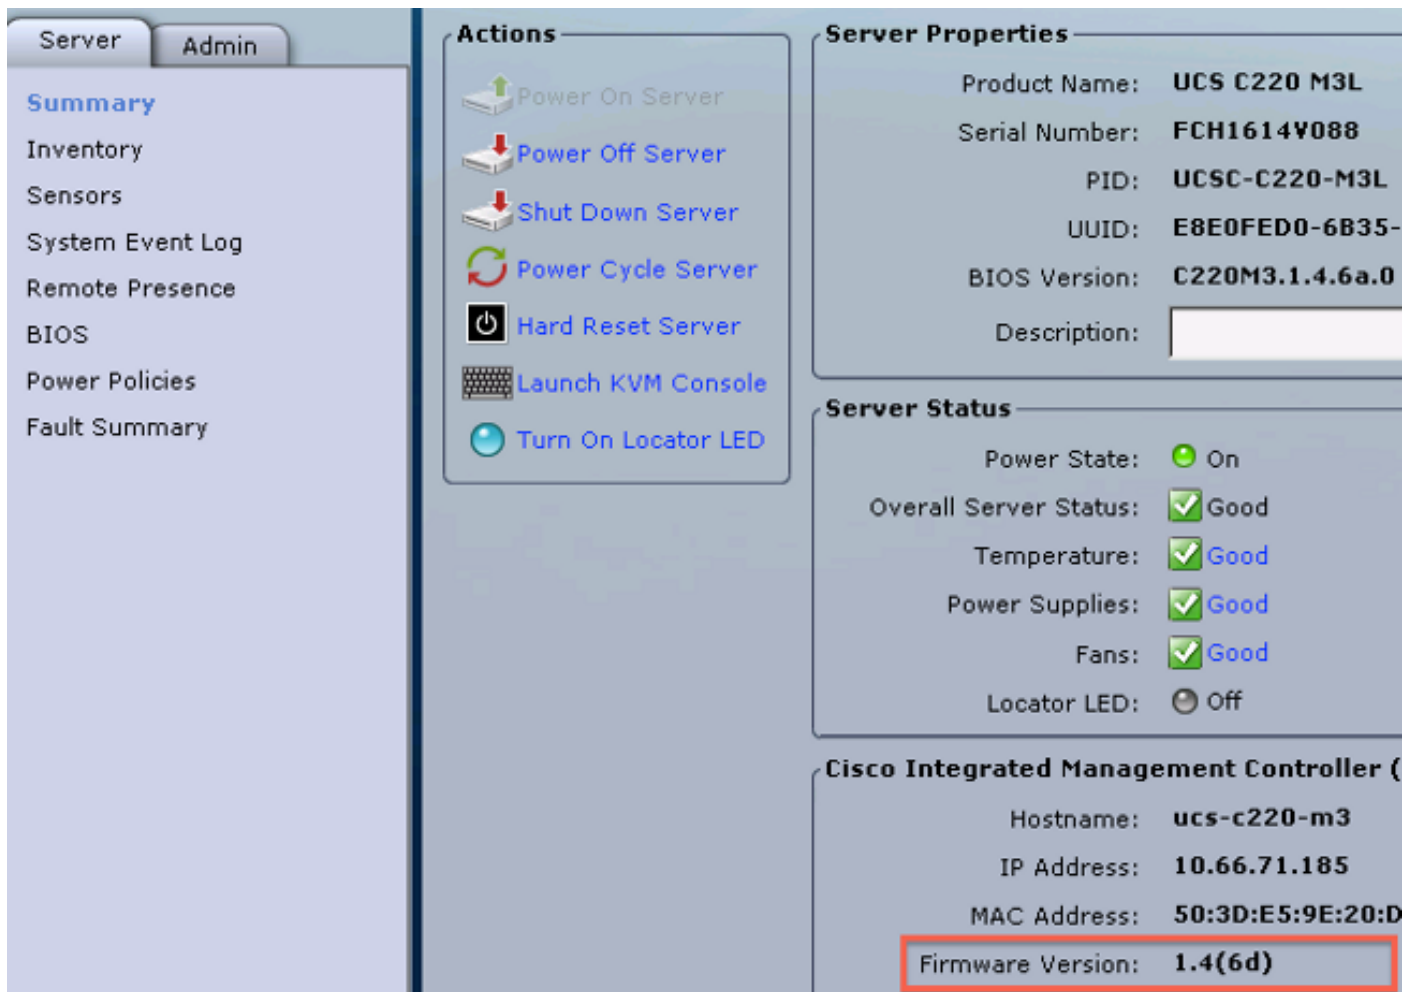 Server
Admin
Summary
Inventory
Sensors
System Event Log
Remote Presence
BIOS
Power Policies
Fault Summary
Actions
Power On Server
Power Off Server
Shut Down Server
Power Cycle Server
Hard Reset Server
Launch KVM Console
Turn On Locator LED
Server Properties
Product Name: UCS C220 M3L
Serial Number: FCH1614V088
PID: UCSC-C220-M3L
UUID: E8E0FED0-6B35-
BIOS Version: C220M3.1.4.6a.0
Description:
Server Status
Power State: On
Overall Server Status: Good
Temperature: Good
Power Supplies: Good
Fans: Good
Locator LED: Off
Cisco Integrated Management Controller (
Hostname: ucs-c220-m3
IP Address: 10.66.71.185
MAC Address: 50:3D:E5:9E:20:D
Firmware Version: 1.4(6d)